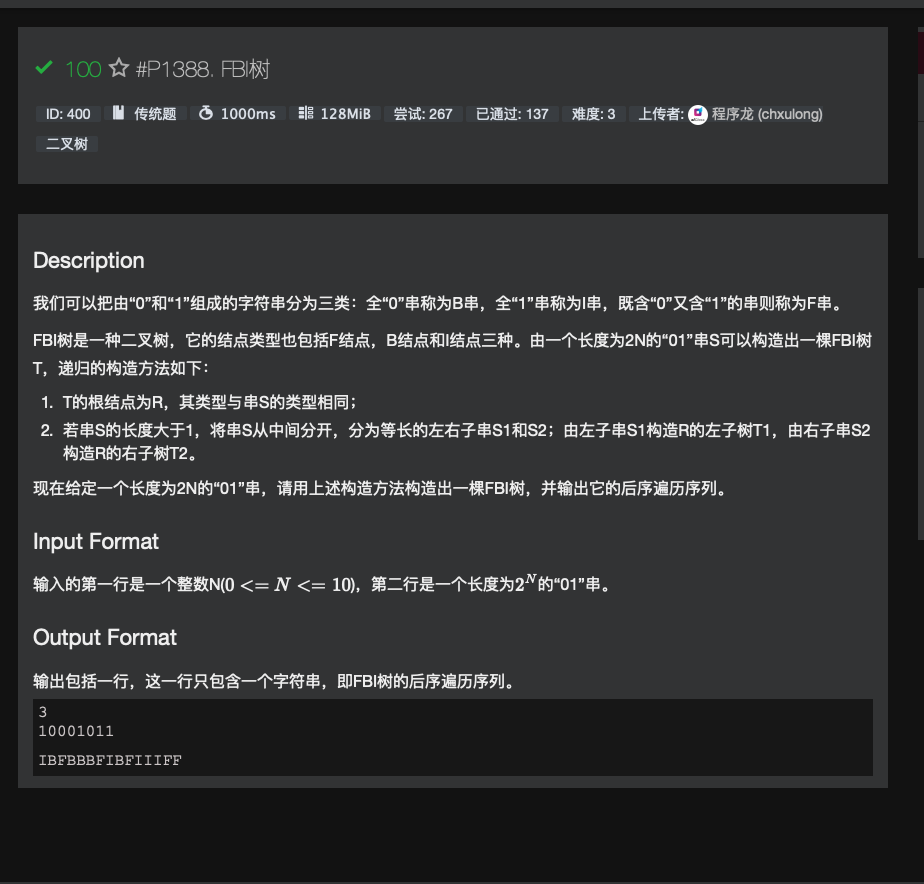 100 #P1388. FBI树
ID: 400 传统题 1000ms 128MiB 尝试: 267 已通过: 137 难度: 3 上传者: 程序龙 (chxulong)
二叉树
Description
我们可以把由“0”和“1”组成的字符串分为三类：全“0”串称为B串，全“1”串称为I串，既含“0”又含“1”的串则称为F串。
FBI树是一种二叉树，它的结点类型也包括F结点，B结点和I结点三种。由一个长度为2N的“01”串S可以构造出一棵FBI树
T，递归的构造方法如下：
1. T的根结点为R，其类型与串S的类型相同；
2. 若串S的长度大于1，将串S从中间分开，分为等长的左右子串S1和S2；由左子串S1构造R的左子树T1，由右子串S2
构造R的右子树T2。
现在给定一个长度为2N的“01”串，请用上述构造方法构造出一棵FBI树，并输出它的后序遍历序列。
Input Format
输入的第一行是一个整数N(0 <= N <= 10)，第二行是一个长度为2^N的“01”串。
Output Format
输出包括一行，这一行只包含一个字符串，即FBI树的后序遍历序列。
3
10001011
IBFBBBFIBFIIIFF